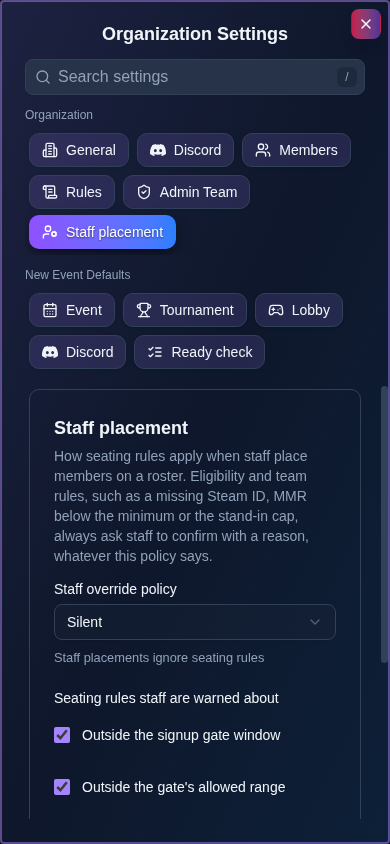 Organization Settings
Search settings /
Organization
General Discord Members
Rules Admin Team
Staff placement
New Event Defaults
Event Tournament Lobby
Discord Ready check
Staff placement
How seating rules apply when staff place
members on a roster. Eligibility and team
rules, such as a missing Steam ID, MMR
below the minimum or the stand-in cap,
always ask staff to confirm with a reason,
whatever this policy says.
Staff override policy
Silent
Staff placements ignore seating rules
Seating rules staff are warned about
Outside the signup gate window
Outside the gate's allowed range